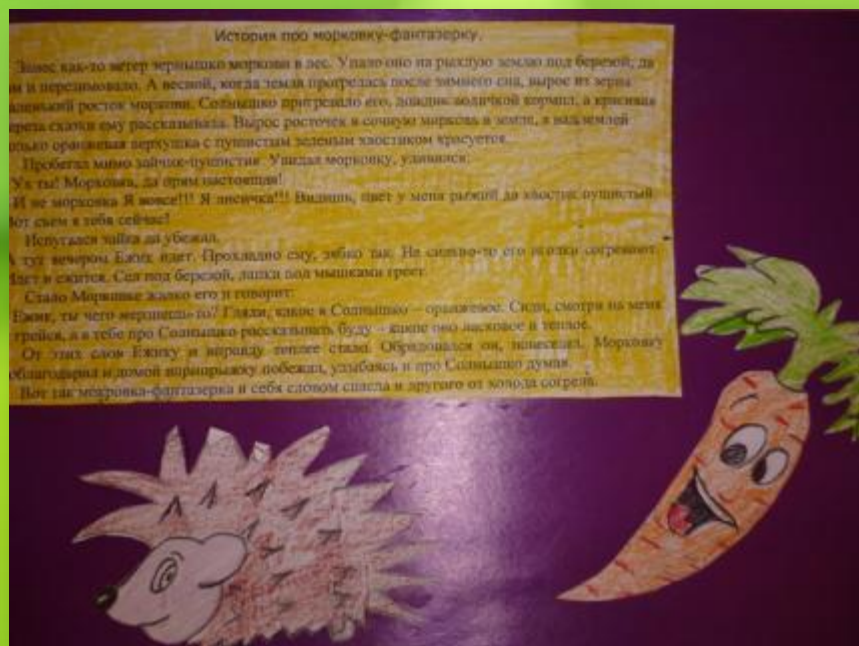 История про морковку-фантазерку.
Занес как-то ветер зернышко моркови в лес. Упало оно на рыхлую землю под березой, да
и перезимовало. А весной, когда земля прогрелась после зимнего сна, вырос из зерна
маленький росток моркови. Солнышко пригревало его, дождик водичкой кормил, а красивая
береза сказки ему рассказывала. Вырос росточек в сочную морковь в земле, а над землей
только оранжевая верхушка с пушистым зеленым хвостиком красуется.
Пробегал мимо зайчик-пушистик. Увидал морковку, удивился:
Ух ты! Морковка, да прям настоящая!
И не морковка Я вовсе!!! Я лисичка!!! Видишь, цвет у меня рыжий да хвостик пушистый.
Вот съем я тебя сейчас!
Испугался зайка да убежал.
А тут вечером Ежик идет. Прохладно ему, зябко так. Не сильно-то его иголки согревают.
Идет и ежится. Сел под березой, лапки под мышками греет.
Стало Морковке жалко его и говорит:
Ежик, ты чего мерзнешь-то? Гляди, какое я Солнышко – оранжевое. Сиди, смотри на меня
грейся, а я тебе про Солнышко рассказывать буду – какое оно ласковое и теплое.
От этих слов Ежику и вправду теплее стало. Обрадовался он, повеселел. Морковку
поблагодарил и домой вприпрыжку побежал, улыбаясь и про Солнышко думая.
Вот так морковка-фантазерка и себя словом спасла и другого от холода согрела.